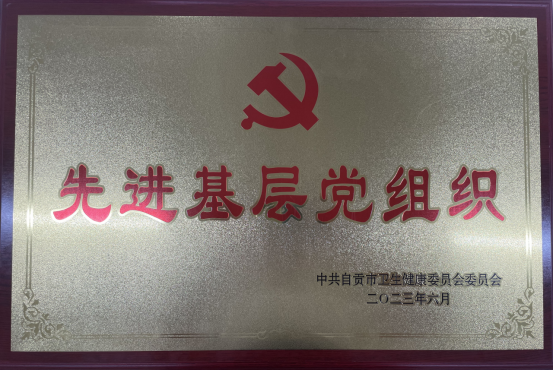 先进基层党组织
中共自贡市卫生健康委员会委员会
二〇二三年六月